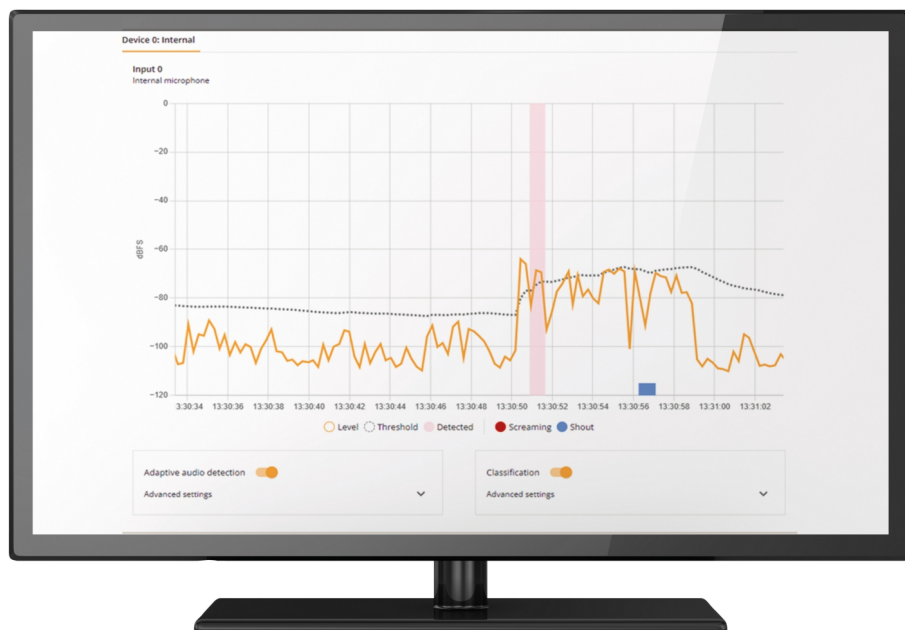 Device 0: Internal
Input 0
Internal microphone
0
−20
−40
−60
−80
−100
−120
dBFS
3:30:34 13:30:36 13:30:38 13:30:40 13:30:42 13:30:44 13:30:46 13:30:48 13:30:50 13:30:52 13:30:54 13:30:56 13:30:58 13:31:00 13:31:02
Level Threshold Detected Screaming Shout
Adaptive audio detection
Advanced settings
Classification
Advanced settings